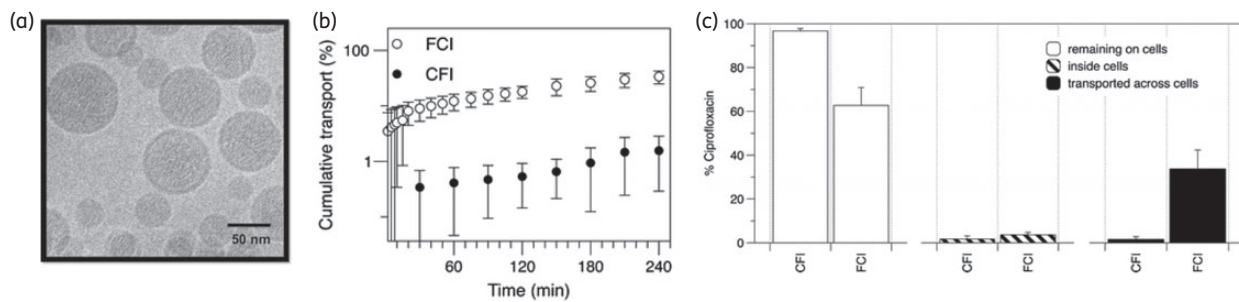 (a)
50 nm
(b)
Cumulative transport (%)
100
1
FCI
CFI
60
120
180
240
Time (min)
(c)
% Ciprofloxacin
100
80
60
40
20
0
remaining on cells
inside cells
transported across cells
CFI
FCI
CFI
FCI
CFI
FCI